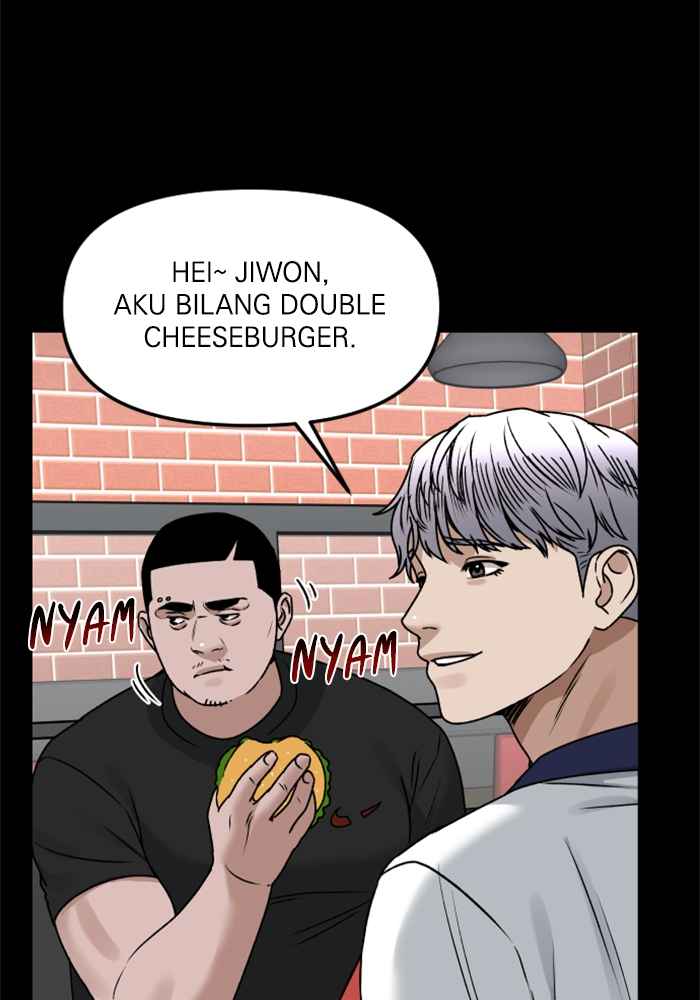 HEI~ JIWON,
AKU BILANG DOUBLE
CHEESEBURGER.
NYAM
NYAM